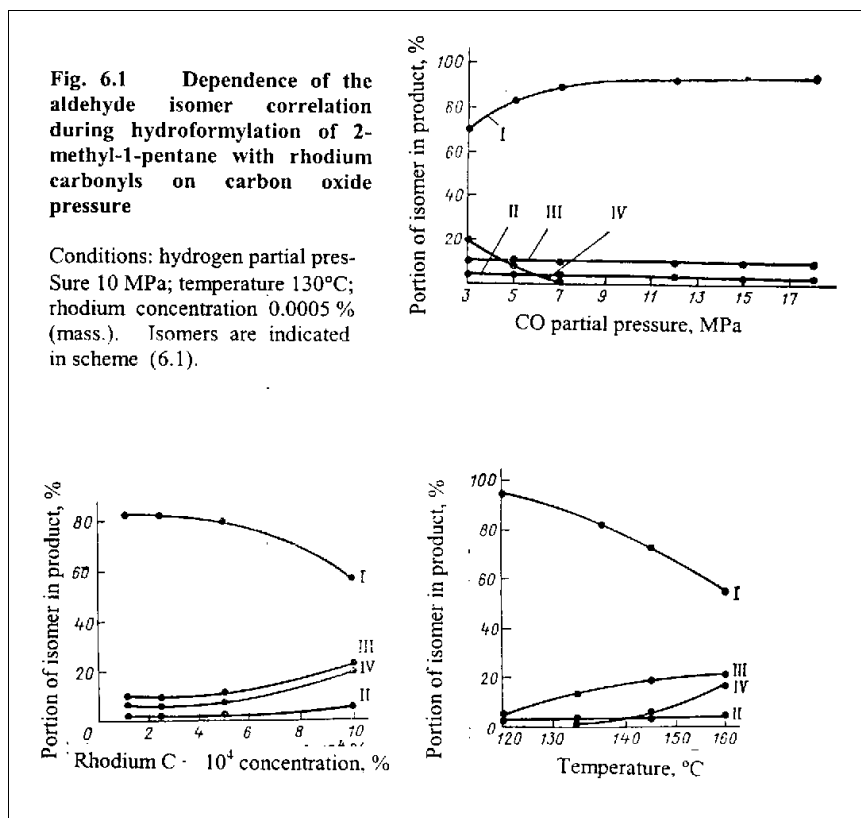 Fig. 6.1 Dependence of the
aldehyde isomer correlation
during hydroformylation of 2-
methyl-1-pentane with rhodium
carbonyls on carbon oxide
pressure
Conditions: hydrogen partial pres-
Sure 10 MPa; temperature 130°C;
rhodium concentration 0.0005 %
(mass.). Isomers are indicated
in scheme (6.1).
Portion of isomer in product, %
100
80
60
40
20
I
II III IV
3 5 7 9 11 13 15 17
CO partial pressure, MPa
Portion of isomer in product, %
80
60
40
20
0
I
III
IV
II
2 4 6 8 10
Rhodium C · 10⁴ concentration, %
Portion of isomer in product, %
100
80
60
40
20
0
I
III
IV
II
120 130 140 150 160
Temperature, °C